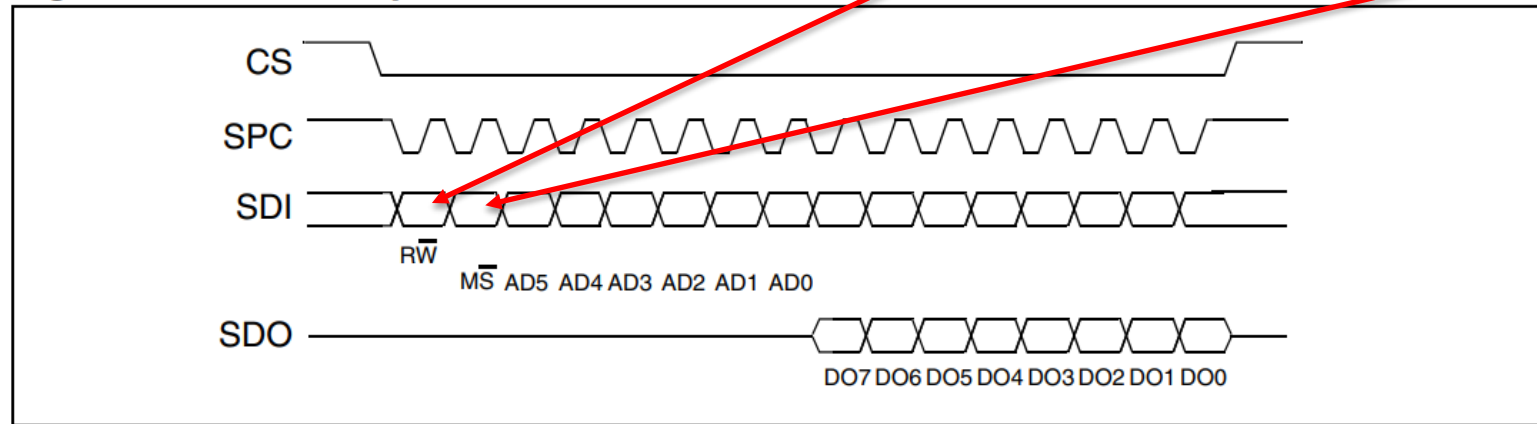 CS
SPC
SDI
RW̅
MS̅ AD5 AD4 AD3 AD2 AD1 AD0
SDO
DO7 DO6 DO5 DO4 DO3 DO2 DO1 DO0